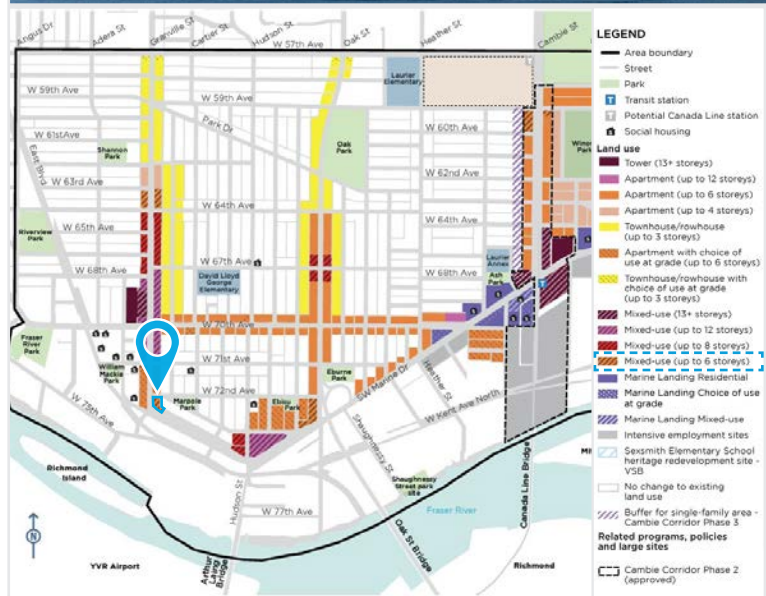 Angus Dr
Adera St
Granville St
Cartier St
Hudson St
W 57th Ave
Oak St
Heather St
Cambie St
W 59th Ave
W 59th Ave
Laurier
Elementary
T
W 61stAve
Park Dr
W 60th Ave
Shannon
Park
Oak
Park
East Blvd
W 63rd Ave
W 62nd Ave
W 64th Ave
W 64th Ave
Riverview
Park
W 65th Ave
W 67th Ave
Laurier
Annex
W 68th Ave
David Lloyd
George
Elementary
Ash
Park
W 68th Ave
T
W 70th Ave
Fraser
River
Park
William
Mackie
Park
W 71st Ave
Eburne
Park
SW Marine Dr
Heather St
W 72nd Ave
Marpole
Park
Ebisu
Park
W 75th Ave
W Kent Ave North
Richmond
Island
Shaughnessy St
Shaughnessy
Street park
site
Canada Line Bridge
Hudson St
W 77th Ave
Fraser River
N
YVR Airport
Arthur
Laing
Bridge
Oak St Bridge
Richmond
LEGEND
Area boundary
Street
Park
T Transit station
T Potential Canada Line station
Social housing
Land use
Tower (13+ storeys)
Apartment (up to 12 storeys)
Apartment (up to 6 storeys)
Apartment (up to 4 storeys)
Townhouse/rowhouse
(up to 3 storeys)
Apartment with choice of
use at grade (up to 6 storeys)
Townhouse/rowhouse with
choice of use at grade
(up to 3 storeys)
Mixed-use (13+ storeys)
Mixed-use (up to 12 storeys)
Mixed-use (up to 8 storeys)
Mixed-use (up to 6 storeys)
Marine Landing Residential
Marine Landing Choice of use
at grade
Marine Landing Mixed-use
Intensive employment sites
Sexsmith Elementary School
heritage redevelopment site -
VSB
No change to existing
land use
Buffer for single-family area -
Cambie Corridor Phase 3
Related programs, policies
and large sites
Cambie Corridor Phase 2
(approved)